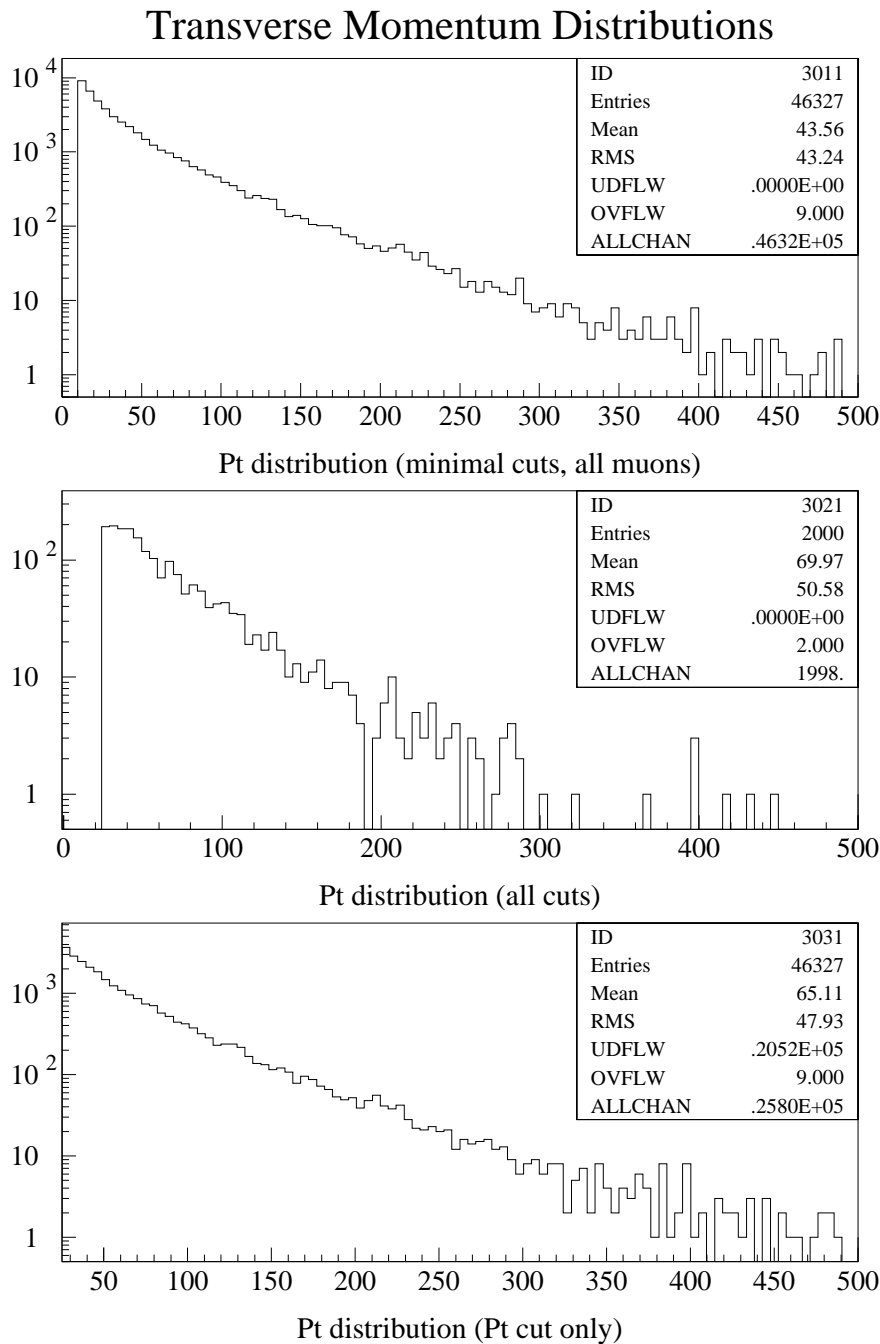 Transverse Momentum Distributions
ID 3011
Entries 46327
Mean 43.56
RMS 43.24
UDFLW .0000E+00
OVFLW 9.000
ALLCHAN .4632E+05
10^4
10^3
10^2
10
1
0 50 100 150 200 250 300 350 400 450 500
Pt distribution (minimal cuts, all muons)
ID 3021
Entries 2000
Mean 69.97
RMS 50.58
UDFLW .0000E+00
OVFLW 2.000
ALLCHAN 1998.
10^2
10
1
0 100 200 300 400 500
Pt distribution (all cuts)
ID 3031
Entries 46327
Mean 65.11
RMS 47.93
UDFLW .2052E+05
OVFLW 9.000
ALLCHAN .2580E+05
10^3
10^2
10
1
50 100 150 200 250 300 350 400 450 500
Pt distribution (Pt cut only)